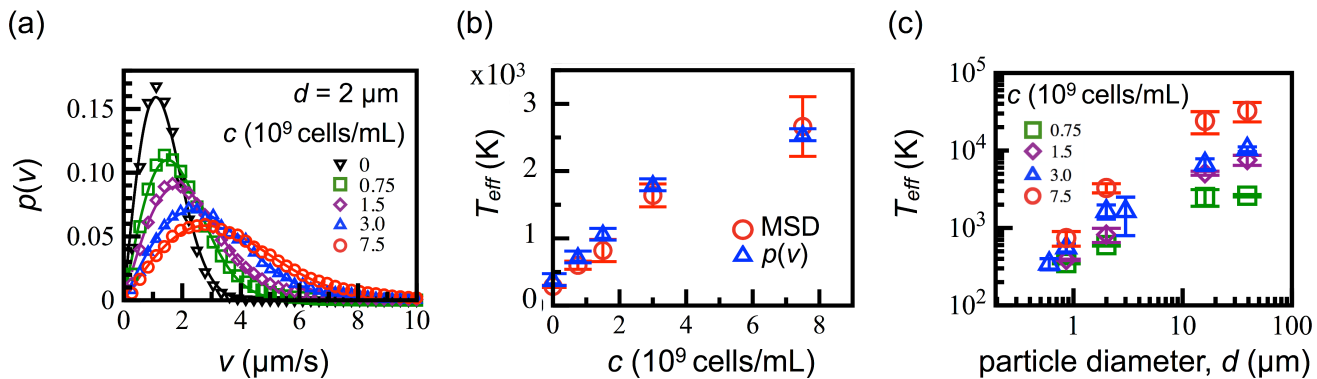 (a)
0.15
0.10
0.05
0
p(v)
0 2 4 6 8 10
v (μm/s)
d = 2 μm
c (10⁹ cells/mL)
0
0.75
1.5
3.0
7.5
(b)
x10³
3
2
1
0
T_eff (K)
0 2 4 6 8
c (10⁹ cells/mL)
MSD
p(v)
(c)
10⁵
10⁴
10³
10²
T_eff (K)
1 10 100
particle diameter, d (μm)
c (10⁹ cells/mL)
0.75
1.5
3.0
7.5